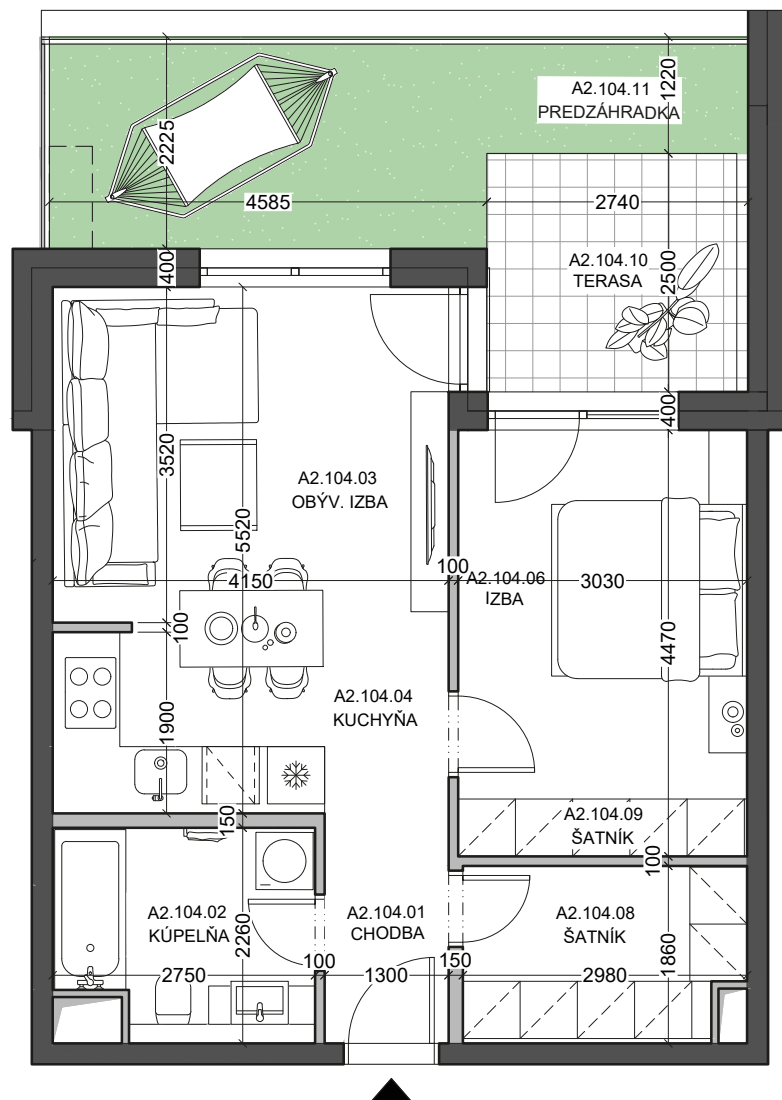 A2.104.11
PREDZÁHRADKA
1220
2225
4585
2740
A2.104.10
TERASA
2500
400
400
3520
A2.104.03
OBÝV. IZBA
5520
4150
100
A2.104.06
IZBA
3030
100
4470
A2.104.04
KUCHYŇA
1900
150
A2.104.09
ŠATNÍK
100
A2.104.02
KÚPELŇA
A2.104.01
CHODBA
A2.104.08
ŠATNÍK
2260
1860
2750
100
1300
150
2980